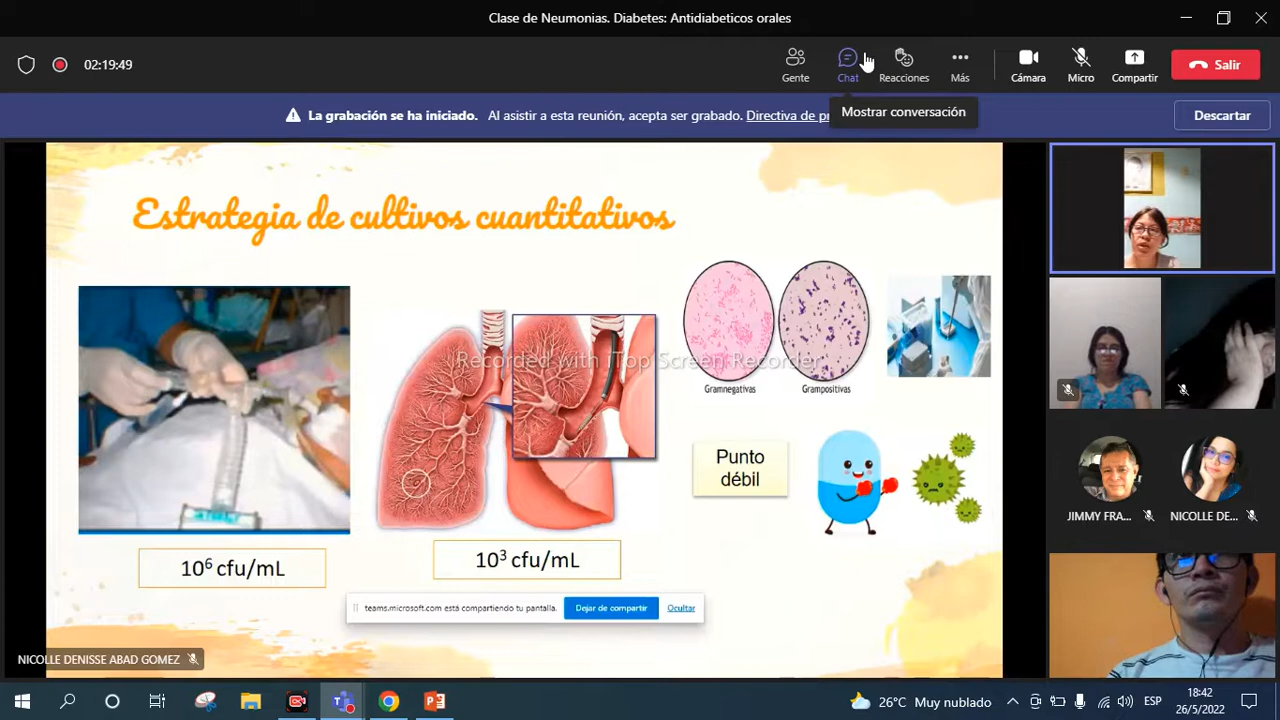 Clase de Neumonias. Diabetes: Antidiabeticos orales
02:19:49
Gente
Chat
Reacciones
Más
Cámara
Micro
Compartir
Salir
La grabación se ha iniciado. Al asistir a esta reunión, acepta ser grabado. Directiva de
Mostrar conversación
Descartar
Estrategia de cultivos cuantitativos
Recorded with iTop Screen Recorder
Gramnegativas
Grampositivas
Punto
débil
10⁶ cfu/mL
10³ cfu/mL
teams.microsoft.com está compartiendo tu pantalla.
Dejar de compartir
Ocultar
NICOLLE DENISSE ABAD GOMEZ
JIMMY FRA...
NICOLLE DE...
26°C Muy nublado
ESP
18:42
26/5/2022